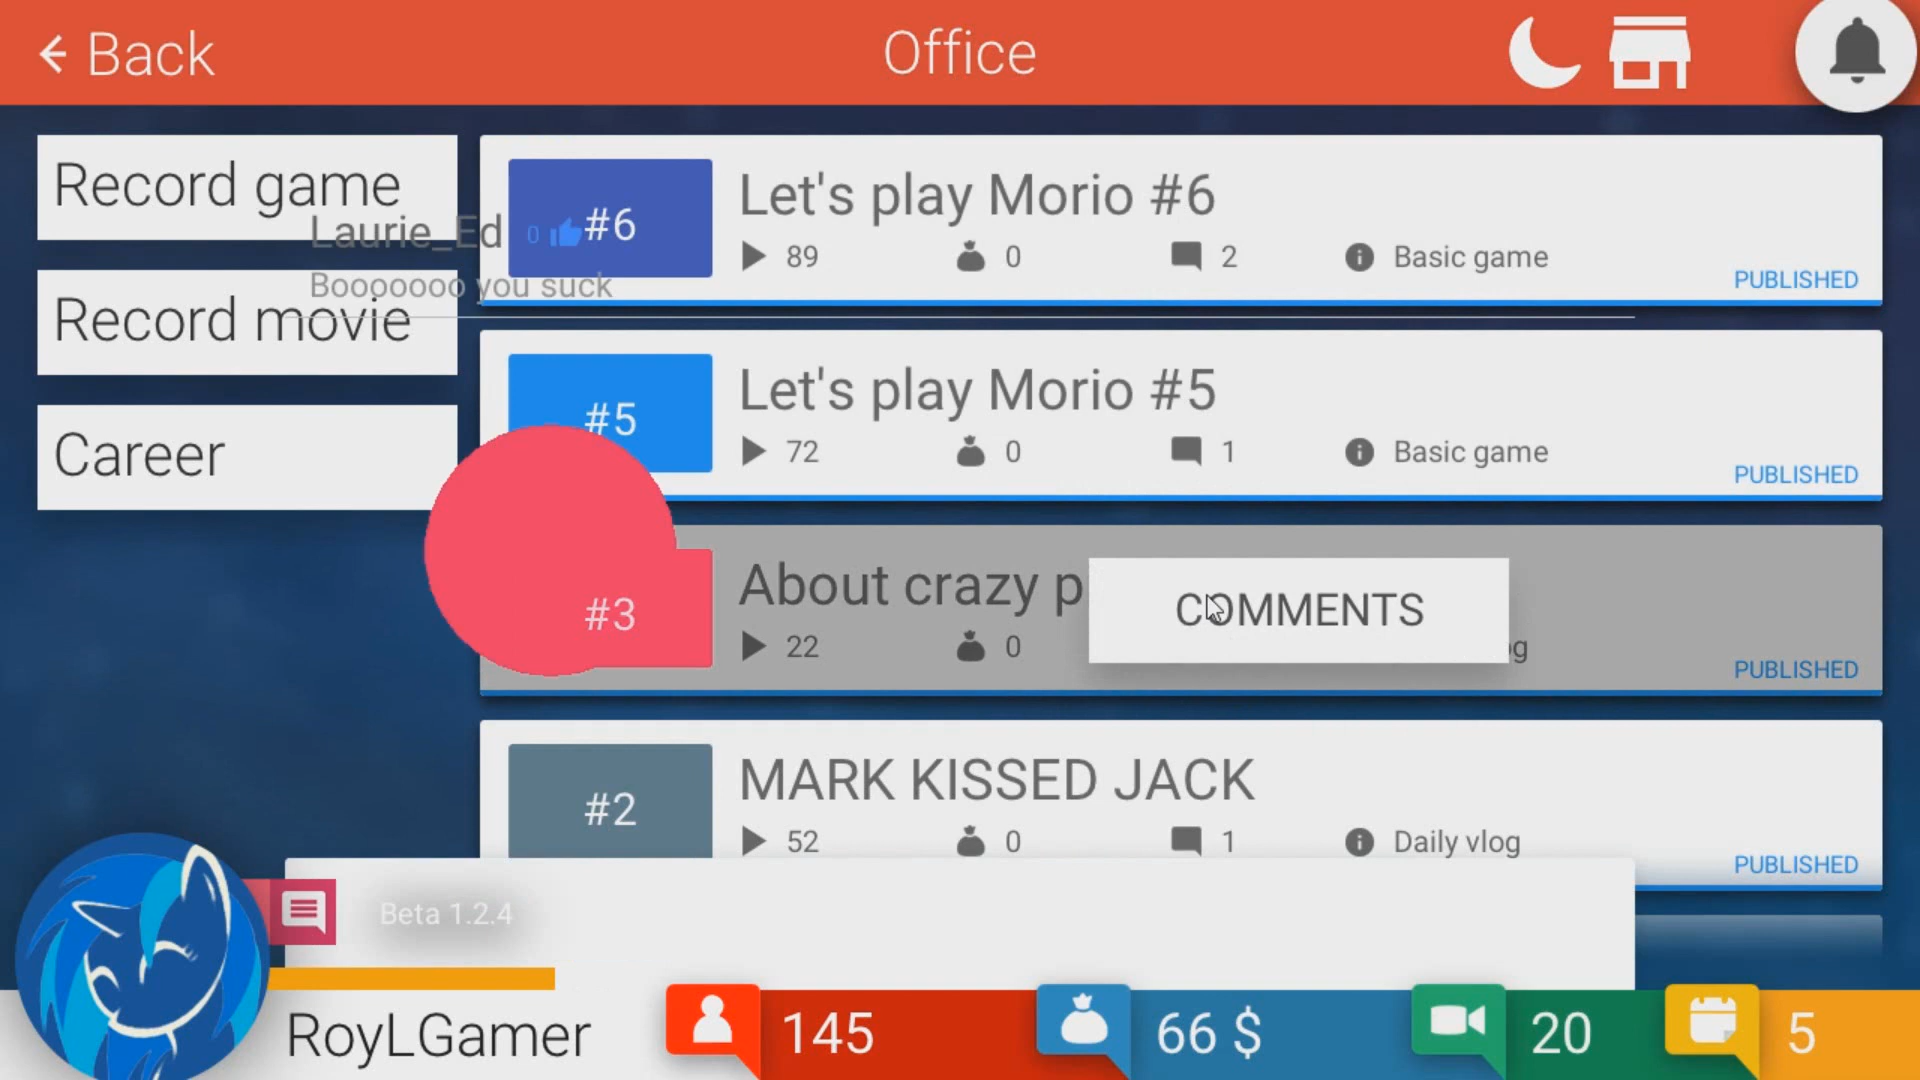 Back
Office
Record game
Record movie
Career
Laurie_Ed 0
Booooooo you suck
#6
Let's play Morio #6
89
0
2
Basic game
PUBLISHED
#5
Let's play Morio #5
72
0
1
Basic game
PUBLISHED
#3
About crazy p
22
0
COMMENTS
PUBLISHED
#2
MARK KISSED JACK
52
0
1
Daily vlog
PUBLISHED
Beta 1.2.4
RoyLGamer
145
66 $
20
5